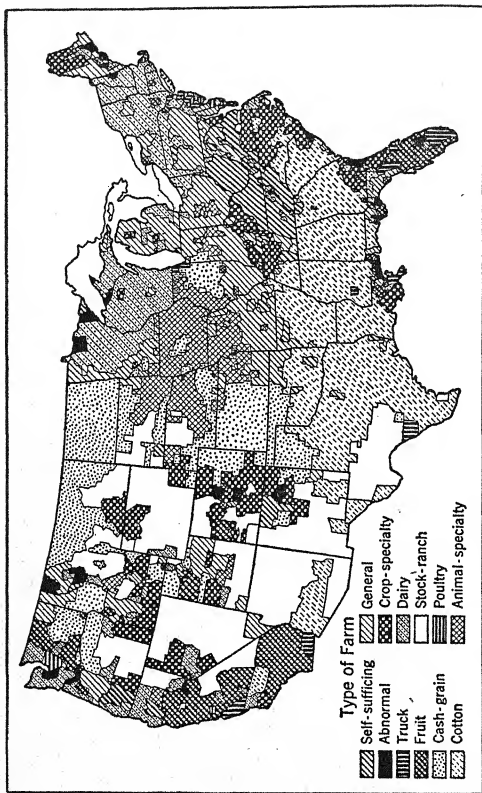 Type of Farm
Self-sufficing
Abnormal
Truck
Fruit
Cash-grain
Cotton
General
Crop-specialty
Dairy
Stock-ranch
Poultry
Animal-specialty